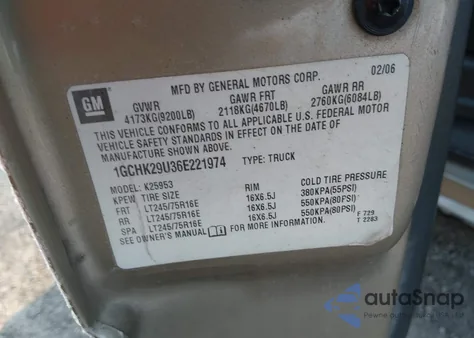 GM
MFD BY GENERAL MOTORS CORP. 02/06
GVWR GAWR FRT GAWR RR
4173KG(9200LB) 2118KG(4670LB) 2760KG(6084LB)
THIS VEHICLE CONFORMS TO ALL APPLICABLE U.S. FEDERAL MOTOR
VEHICLE SAFETY STANDARDS IN EFFECT ON THE DATE OF
MANUFACTURE SHOWN ABOVE.
1GCHK29U36E221974 TYPE: TRUCK
MODEL: K25953
KPEW TIRE SIZE RIM COLD TIRE PRESSURE
FRT LT245/75R16E 16X6.5J 380KPA(55PSI)
RR LT245/75R16E 16X6.5J 550KPA(80PSI)
SPA LT245/75R16E 16X6.5J 550KPA(80PSI)
SEE OWNER'S MANUAL FOR MORE INFORMATION. F 729
T 2283
autoSnap